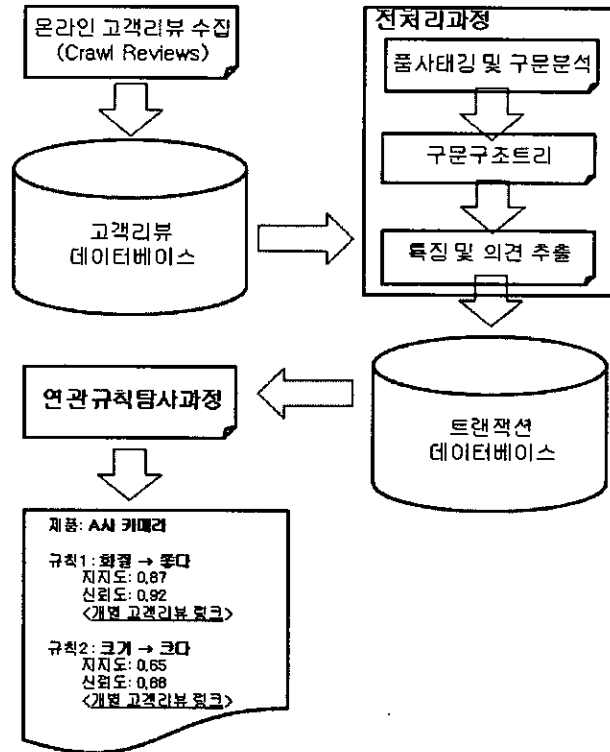 온라인 고객리뷰 수집
(Crawl Reviews)
고객리뷰
데이터베이스
전처리과정
품사태깅 및 구문분석
구문구조트리
특징 및 의견 추출
트랜잭션
데이터베이스
연관규칙탐사과정
제품: A사 카메라
규칙1: 화질 → 좋다
지지도: 0,87
신뢰도: 0,92
<개별 고객리뷰 링크>
규칙2: 크기 → 크다
지지도: 0,65
신뢰도: 0,88
<개별 고객리뷰 링크>